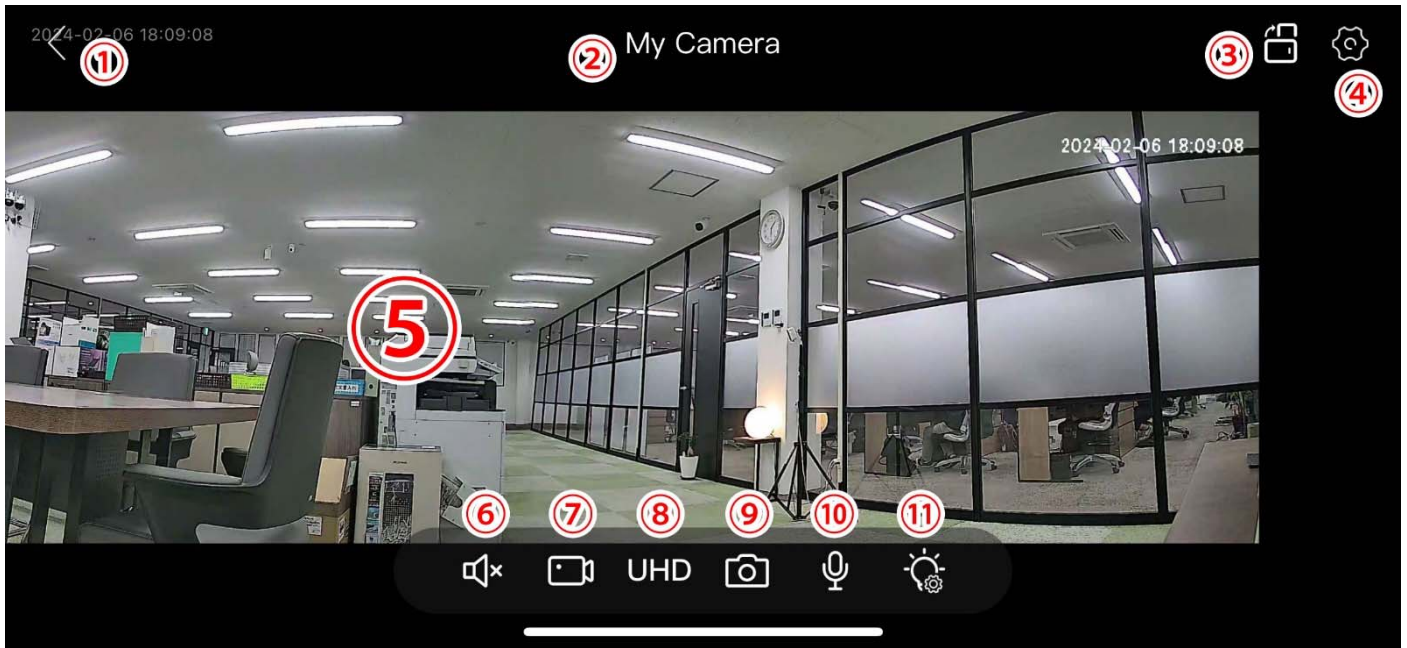 2024-02-06 18:09:08
①
② My Camera
③
④
2024-02-06 18:09:08
⑤
⑥ ⑦ ⑧ ⑨ ⑩ ⑪
UHD